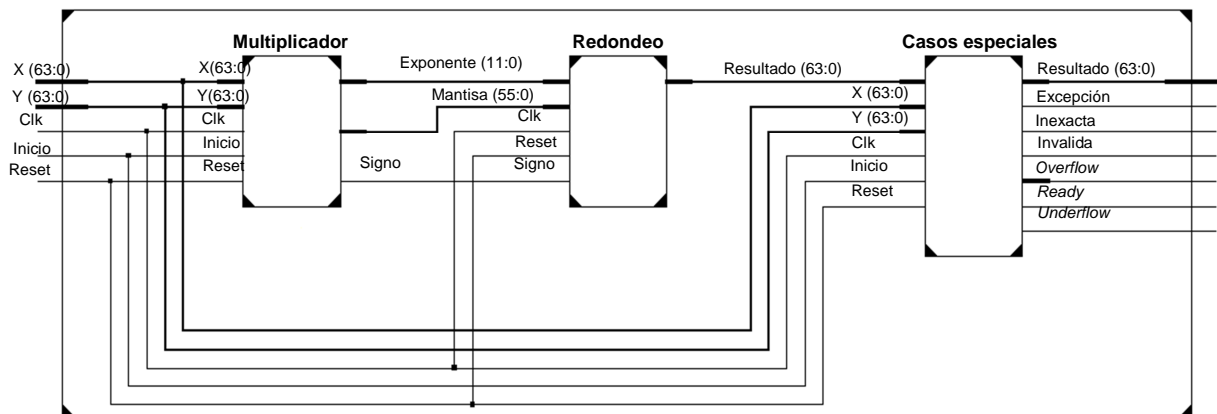 Multiplicador
Redondeo
Casos especiales
X (63:0)
X(63:0)
Exponente (11:0)
Resultado (63:0)
Resultado (63:0)
Y (63:0)
Y(63:0)
Mantisa (55:0)
X (63:0)
Excepción
Clk
Clk
Clk
Y (63:0)
Inexacta
Inicio
Inicio
Reset
Clk
Invalida
Reset
Reset
Signo
Signo
Inicio
Overflow
Reset
Ready
Underflow